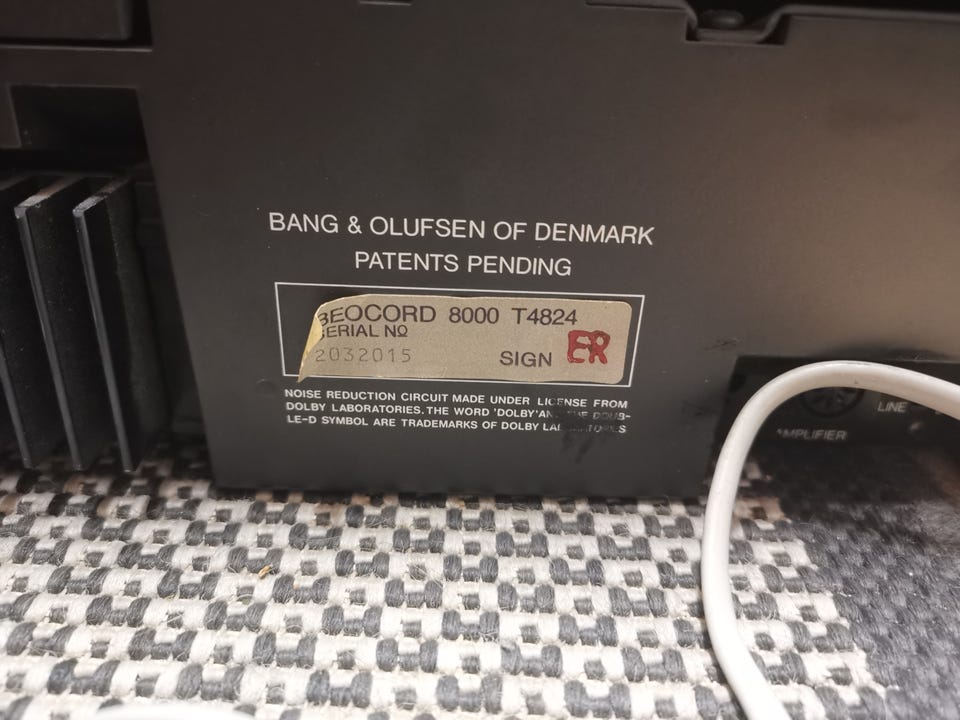 BANG & OLUFSEN OF DENMARK
PATENTS PENDING
BEOCORD 8000 T4824
SERIAL Nº
2032015 SIGN ER
NOISE REDUCTION CIRCUIT MADE UNDER LICENSE FROM
DOLBY LABORATORIES. THE WORD 'DOLBY' AND THE DOUB-
LE-D SYMBOL ARE TRADEMARKS OF DOLBY LABORATORIES
LINE
AMPLIFIER